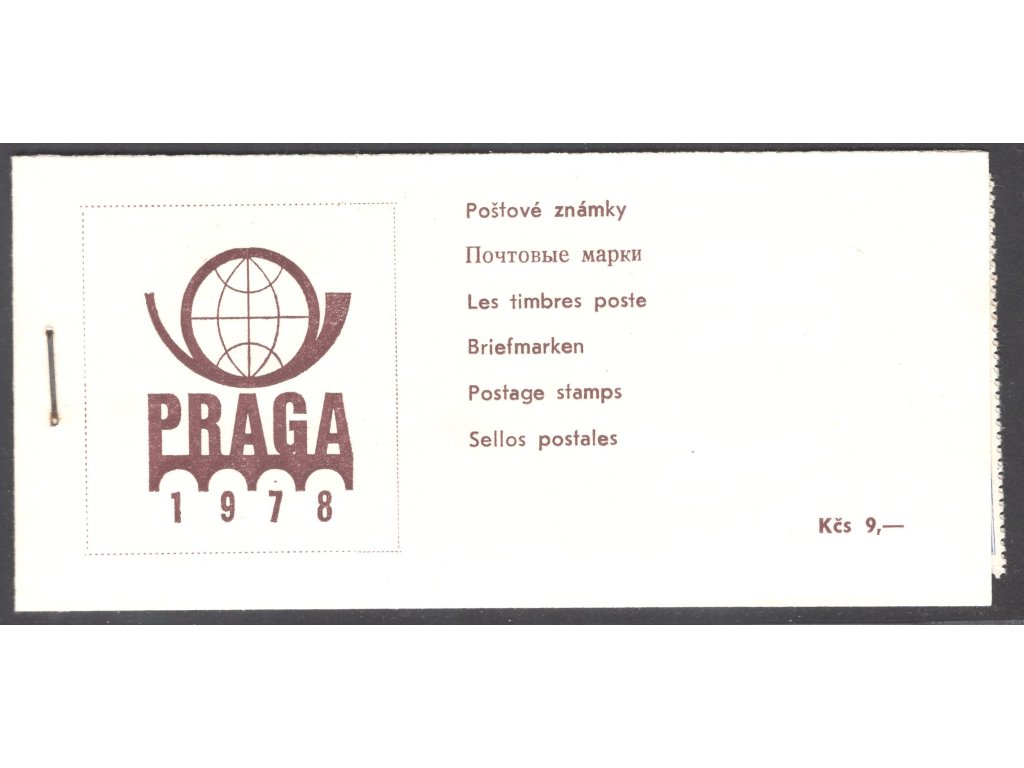 PRAGA
1978
Poštové známky
Почтовые марки
Les timbres poste
Briefmarken
Postage stamps
Sellos postales
Kčs 9,—